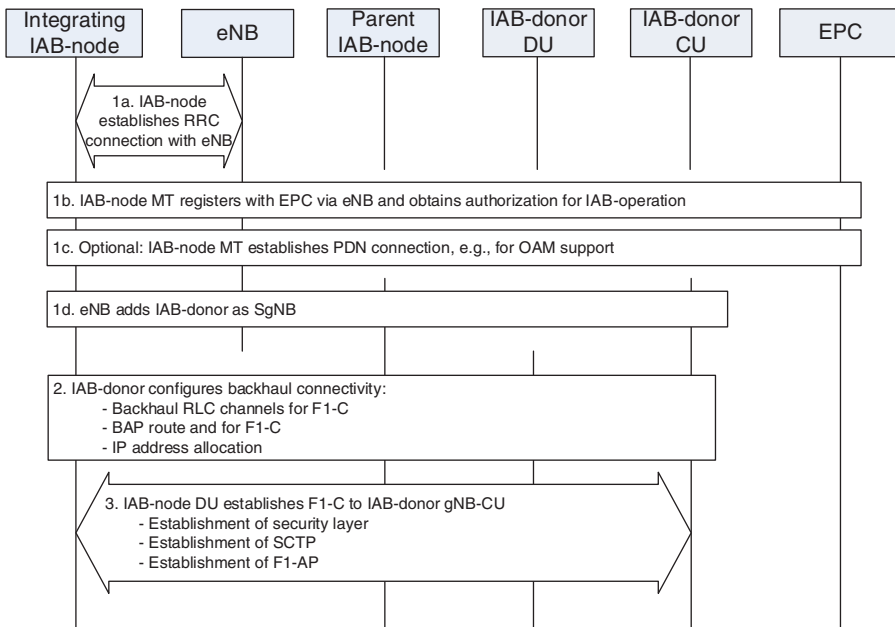 Integrating
IAB-node
eNB
Parent
IAB-node
IAB-donor
DU
IAB-donor
CU
EPC
1a. IAB-node
establishes RRC
connection with eNB
1b. IAB-node MT registers with EPC via eNB and obtains authorization for IAB-operation
1c. Optional: IAB-node MT establishes PDN connection, e.g., for OAM support
1d. eNB adds IAB-donor as SgNB
2. IAB-donor configures backhaul connectivity:
- Backhaul RLC channels for F1-C
- BAP route and for F1-C
- IP address allocation
3. IAB-node DU establishes F1-C to IAB-donor gNB-CU
- Establishment of security layer
- Establishment of SCTP
- Establishment of F1-AP